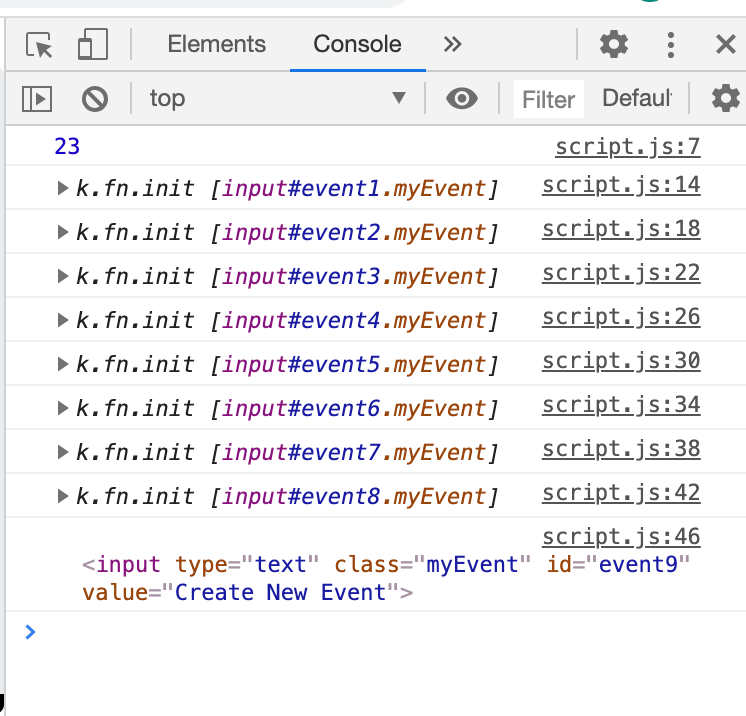 Elements Console
top Filter Defaul
23 script.js:7
k.fn.init [input#event1.myEvent] script.js:14
k.fn.init [input#event2.myEvent] script.js:18
k.fn.init [input#event3.myEvent] script.js:22
k.fn.init [input#event4.myEvent] script.js:26
k.fn.init [input#event5.myEvent] script.js:30
k.fn.init [input#event6.myEvent] script.js:34
k.fn.init [input#event7.myEvent] script.js:38
k.fn.init [input#event8.myEvent] script.js:42
script.js:46
<input type="text" class="myEvent" id="event9"
value="Create New Event">